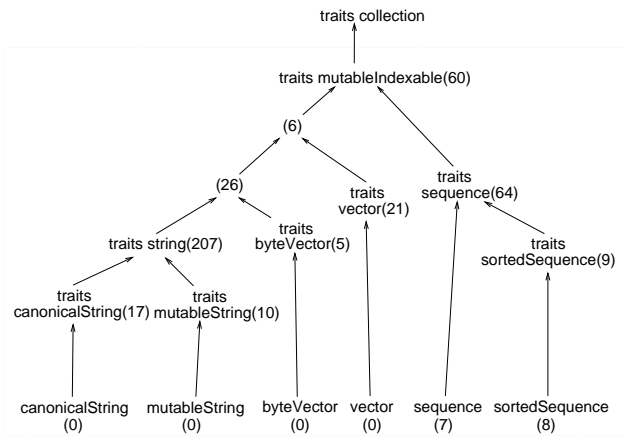 traits collection
traits mutableIndexable(60)
(6)
(26)
traits
sequence(64)
traits
vector(21)
traits string(207)
traits
byteVector(5)
traits
sortedSequence(9)
traits
canonicalString(17)
traits
mutableString(10)
canonicalString
(0)
mutableString
(0)
byteVector
(0)
vector
(0)
sequence
(7)
sortedSequence
(8)